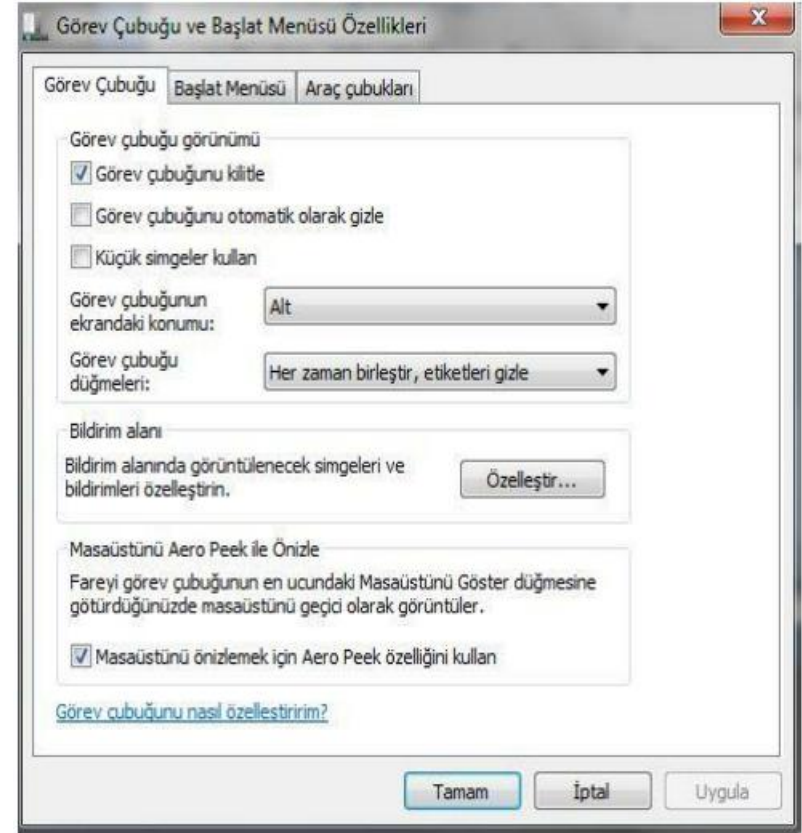 Görev Çubuğu ve Başlat Menüsü Özellikleri
Görev Çubuğu Başlat Menüsü Araç çubukları
Görev çubuğu görünümü
Görev çubuğunu kilitle
Görev çubuğunu otomatik olarak gizle
Küçük simgeler kullan
Görev çubuğunun
ekrandaki konumu:
Alt
Görev çubuğu
düğmeleri:
Her zaman birleştir, etiketleri gizle
Bildirim alanı
Bildirim alanında görüntülenecek simgeleri ve
bildirimleri özelleştirin.
Özelleştir...
Masaüstünü Aero Peek ile Önizle
Fareyi görev çubuğunun en ucundaki Masaüstünü Göster düğmesine
götürdüğünüzde masaüstünü geçici olarak görüntüler.
Masaüstünü önizlemek için Aero Peek özelliğini kullan
Görev çubuğunu nasıl özelleştiririm?
Tamam İptal Uygula